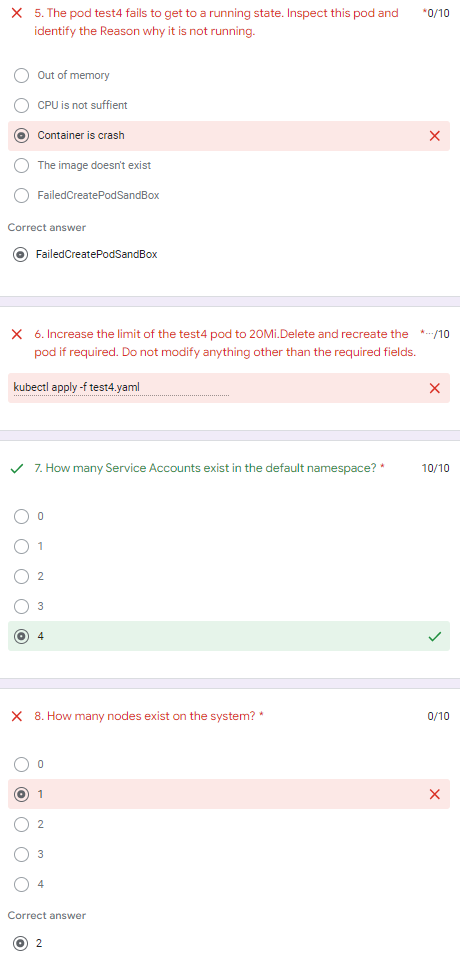 5. The pod test4 fails to get to a running state. Inspect this pod and *0/10
identify the Reason why it is not running.
Out of memory
CPU is not suffient
Container is crash
The image doesn't exist
FailedCreatePodSandBox
Correct answer
FailedCreatePodSandBox
6. Increase the limit of the test4 pod to 20Mi.Delete and recreate the *···/10
pod if required. Do not modify anything other than the required fields.
kubectl apply -f test4.yaml
7. How many Service Accounts exist in the default namespace? * 10/10
0
1
2
3
4
8. How many nodes exist on the system? * 0/10
0
1
2
3
4
Correct answer
2